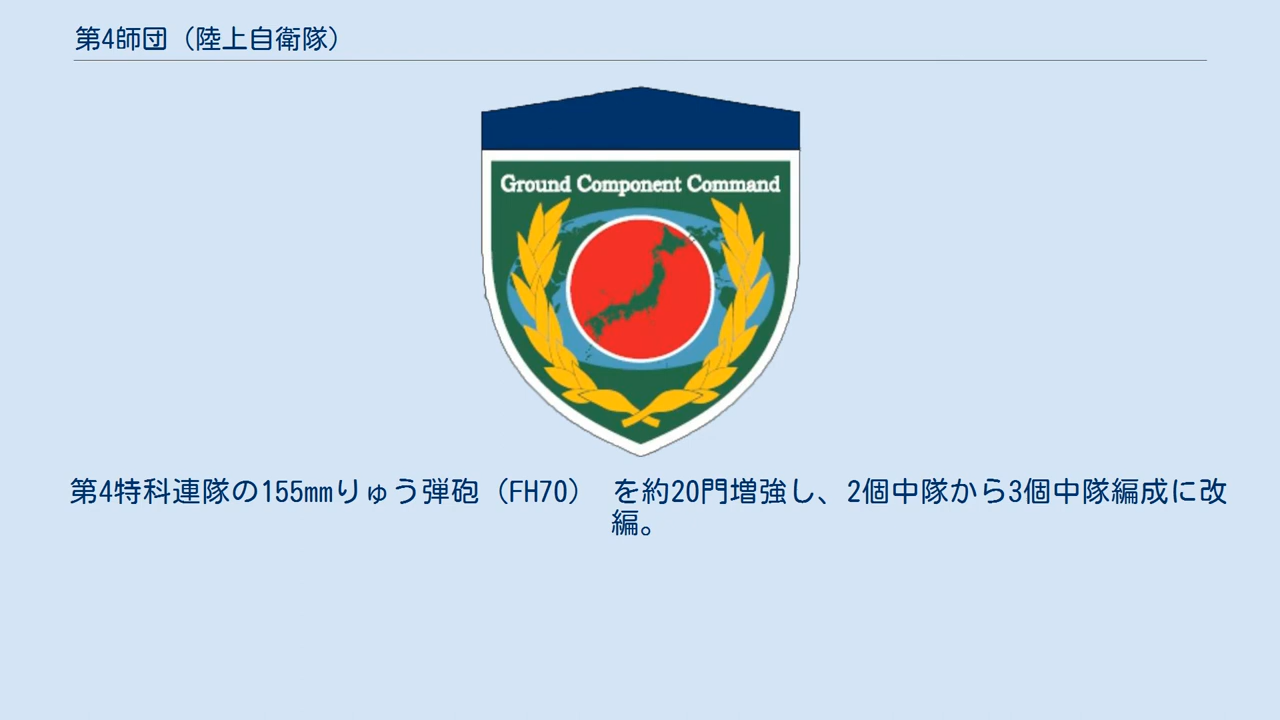 第4師団（陸上自衛隊）
Ground Component Command
第4特科連隊の155mmりゅう弾砲（FH70）　を約20門増強し、2個中隊から3個中隊編成に改
編。